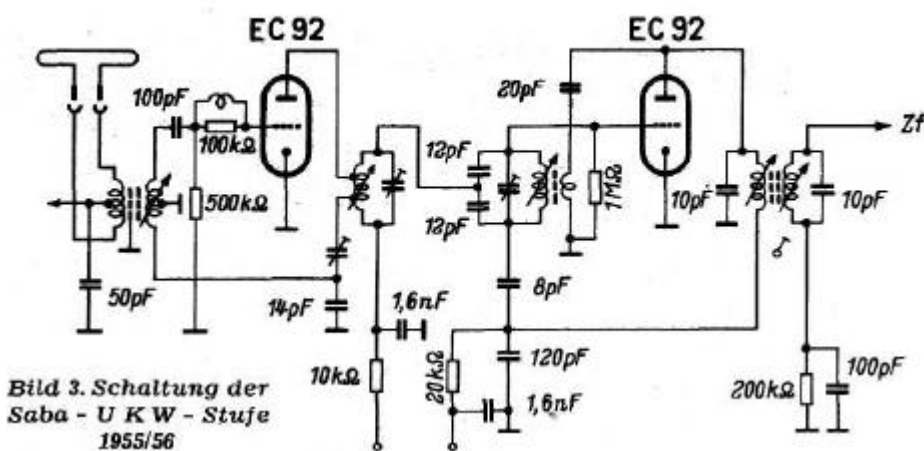 EC 92
EC 92
100pF
20pF
Zf
100kΩ
12pF
500kΩ
12pF
1MΩ
10pF
10pF
50pF
14pF
1,6nF
8pF
10kΩ
20kΩ
120pF
1,6nF
200kΩ
100pF
Bild 3. Schaltung der
Saba - U K W - Stufe
1955/56